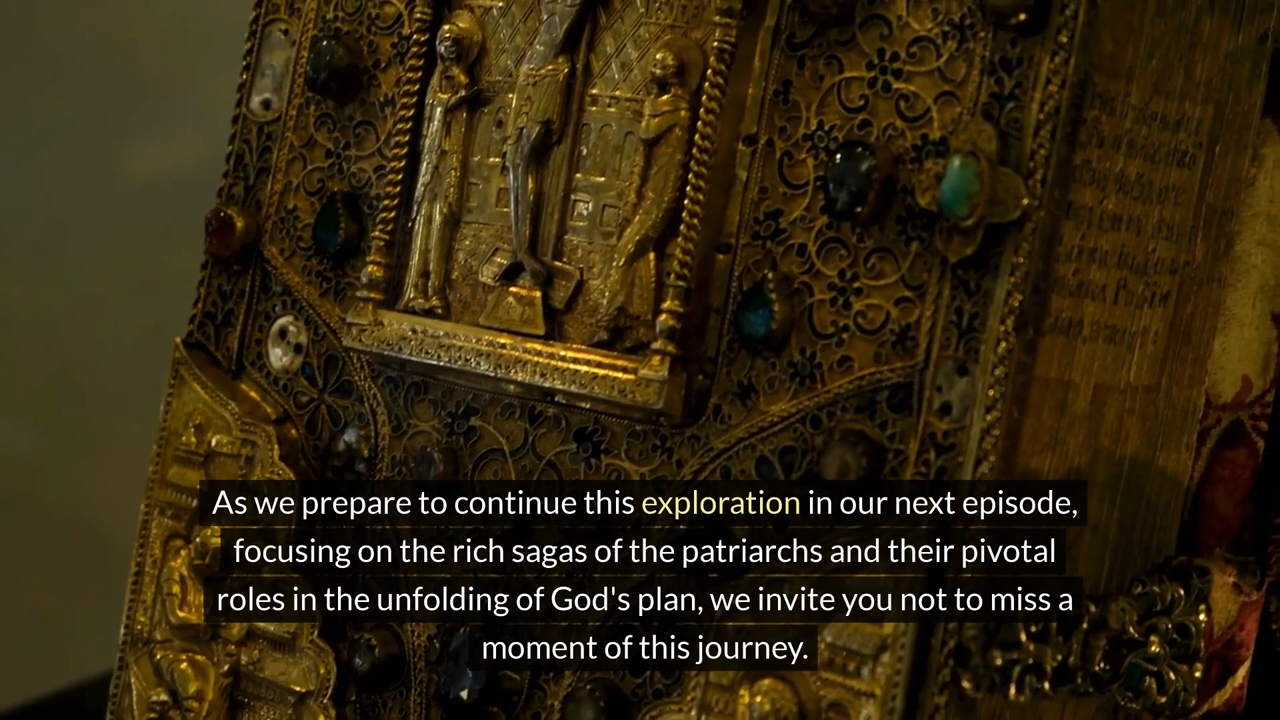 As we prepare to continue this exploration in our next episode,
focusing on the rich sagas of the patriarchs and their pivotal
roles in the unfolding of God's plan, we invite you not to miss a
moment of this journey.